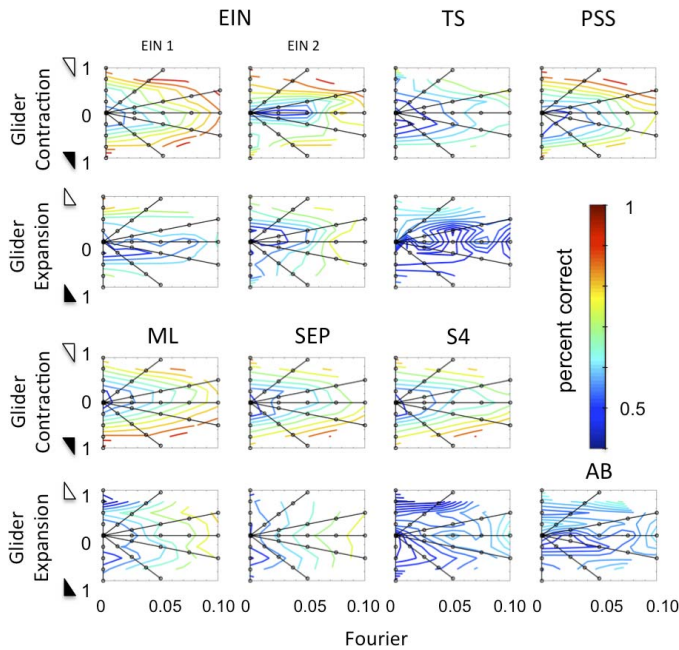 EIN TS PSS
EIN 1 EIN 2
Glider
Contraction
1
0
1
Glider
Expansion
0
1
percent correct
1
0.5
ML SEP S4
Glider
Contraction
1
0
1
AB
Glider
Expansion
1
0
1
0 0.05 0.10 0 0.05 0.10 0 0.05 0.10 0 0.05 0.10
Fourier